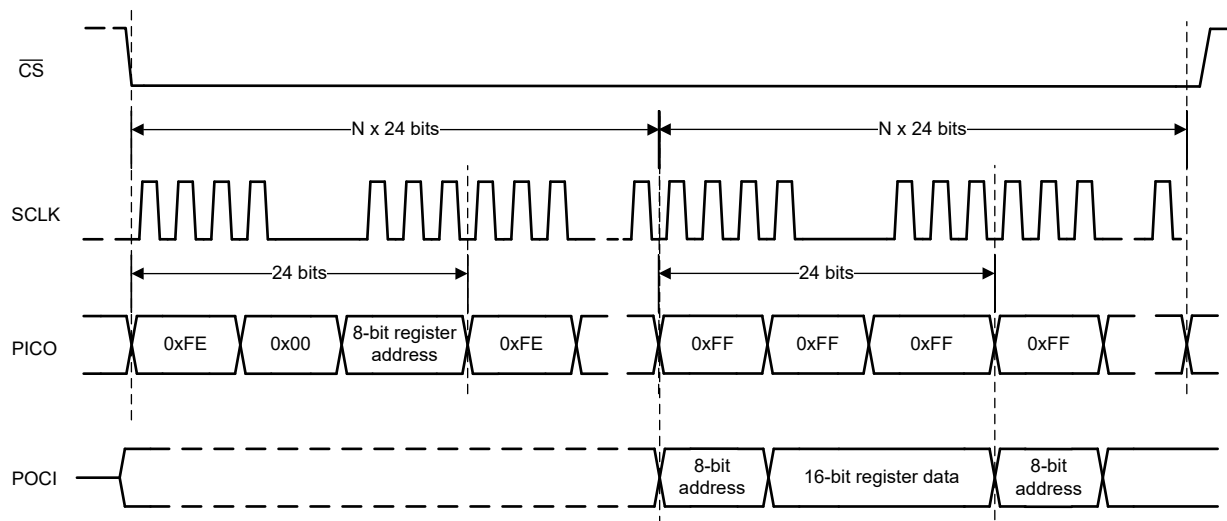 CS
N x 24 bits N x 24 bits
SCLK
24 bits 24 bits
PICO 0xFE 0x00 8-bit register address 0xFE 0xFF 0xFF 0xFF 0xFF
POCI 8-bit address 16-bit register data 8-bit address